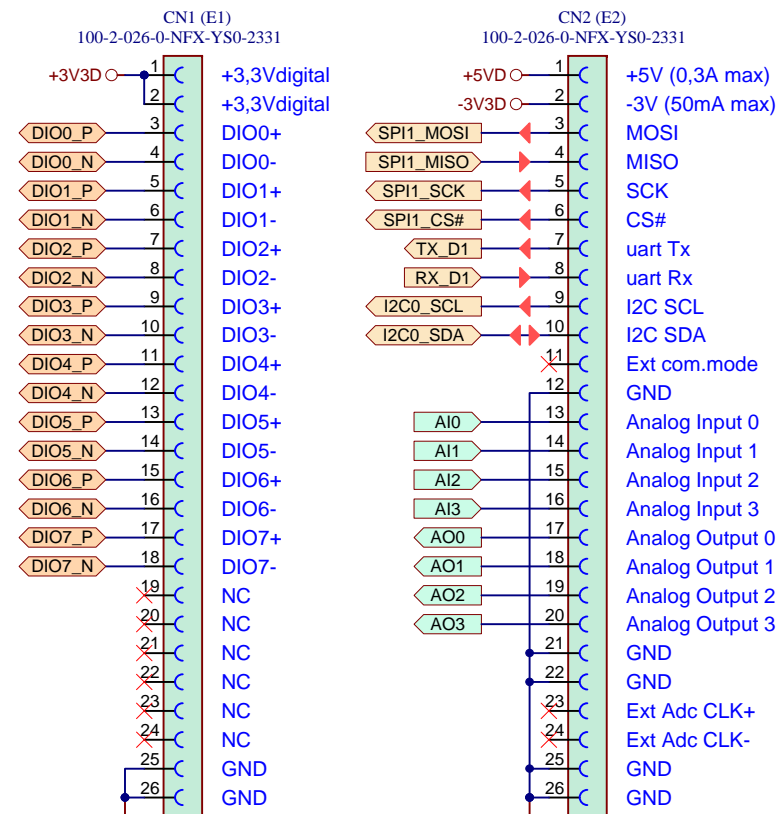 CN1 (E1)
100-2-026-0-NFX-YS0-2331
+3V3D 1 +3,3Vdigital
2 +3,3Vdigital
DIO0_P 3 DIO0+
DIO0_N 4 DIO0-
DIO1_P 5 DIO1+
DIO1_N 6 DIO1-
DIO2_P 7 DIO2+
DIO2_N 8 DIO2-
DIO3_P 9 DIO3+
DIO3_N 10 DIO3-
DIO4_P 11 DIO4+
DIO4_N 12 DIO4-
DIO5_P 13 DIO5+
DIO5_N 14 DIO5-
DIO6_P 15 DIO6+
DIO6_N 16 DIO6-
DIO7_P 17 DIO7+
DIO7_N 18 DIO7-
19 NC
20 NC
21 NC
22 NC
23 NC
24 NC
25 GND
26 GND
CN2 (E2)
100-2-026-0-NFX-YS0-2331
+5VD 1 +5V (0,3A max)
-3V3D 2 -3V (50mA max)
SPI1_MOSI 3 MOSI
SPI1_MISO 4 MISO
SPI1_SCK 5 SCK
SPI1_CS# 6 CS#
TX_D1 7 uart Tx
RX_D1 8 uart Rx
I2C0_SCL 9 I2C SCL
I2C0_SDA 10 I2C SDA
11 Ext com.mode
12 GND
AI0 13 Analog Input 0
AI1 14 Analog Input 1
AI2 15 Analog Input 2
AI3 16 Analog Input 3
AO0 17 Analog Output 0
AO1 18 Analog Output 1
AO2 19 Analog Output 2
AO3 20 Analog Output 3
21 GND
22 GND
23 Ext Adc CLK+
24 Ext Adc CLK-
25 GND
26 GND